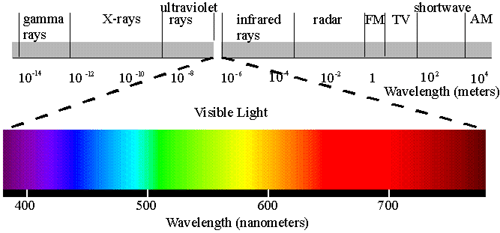 ultraviolet shortwave
gamma X-rays rays infrared radar FM TV AM
rays rays
10-14 10-12 10-10 10-8 10-6 10-4 10-2 1 102 104
Wavelength (meters)
Visible Light
400 500 600 700
Wavelength (nanometers)